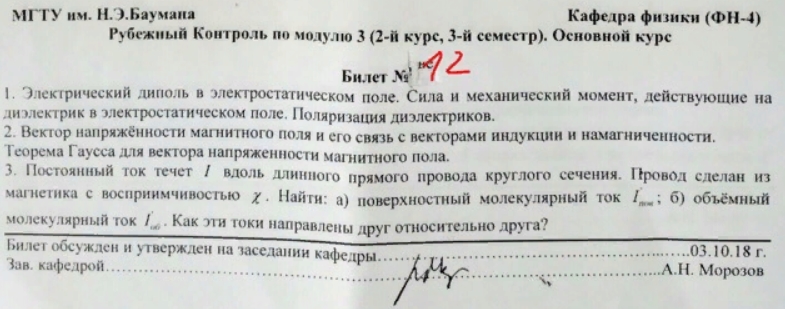 МГТУ им. Н.Э.Баумана Кафедра физики (ФН-4)
Рубежный Контроль по модулю 3 (2-й курс, 3-й семестр). Основной курс
Билет № 12
1. Электрический диполь в электростатическом поле. Сила и механический момент, действующие на
диэлектрик в электростатическом поле. Поляризация диэлектриков.
2. Вектор напряжённости магнитного поля и его связь с векторами индукции и намагниченности.
Теорема Гаусса для вектора напряженности магнитного пола.
3. Постоянный ток течет I вдоль длинного прямого провода круглого сечения. Провод сделан из
магнетика с восприимчивостью χ. Найти: а) поверхностный молекулярный ток I′пов; б) объёмный
молекулярный ток I′об. Как эти токи направлены друг относительно друга?
Билет обсужден и утвержден на заседании кафедры……………………………………03.10.18 г.
Зав. кафедрой……………………………………………………………А.Н. Морозов